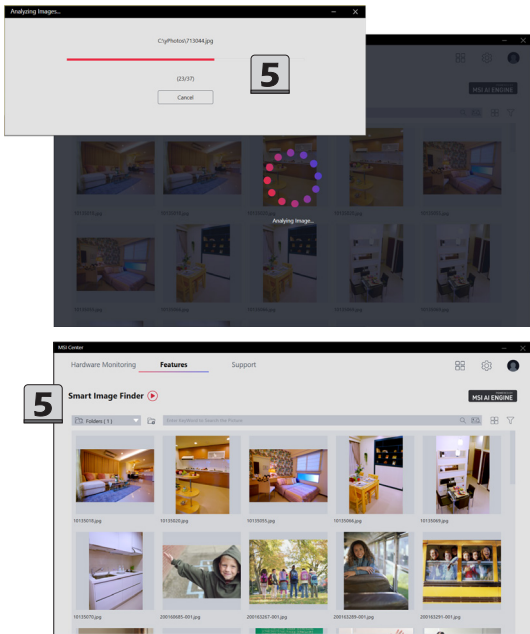 Analyzing Images...
C:\yPhotos\713044.jpg
(23/37)
Cancel
5
MSI AI ENGINE
Analying Image...
MSI Center
Hardware Monitoring
Features
Support
5
Smart Image Finder
MSI AI ENGINE
Folders ( 1 )
Enter KeyWord to Search the Picture
10135018.jpg
10135020.jpg
10135055.jpg
10135066.jpg
10135069.jpg
10135070.jpg
200160685-001.jpg
200163267-001.jpg
200163289-001.jpg
200163291-001.jpg